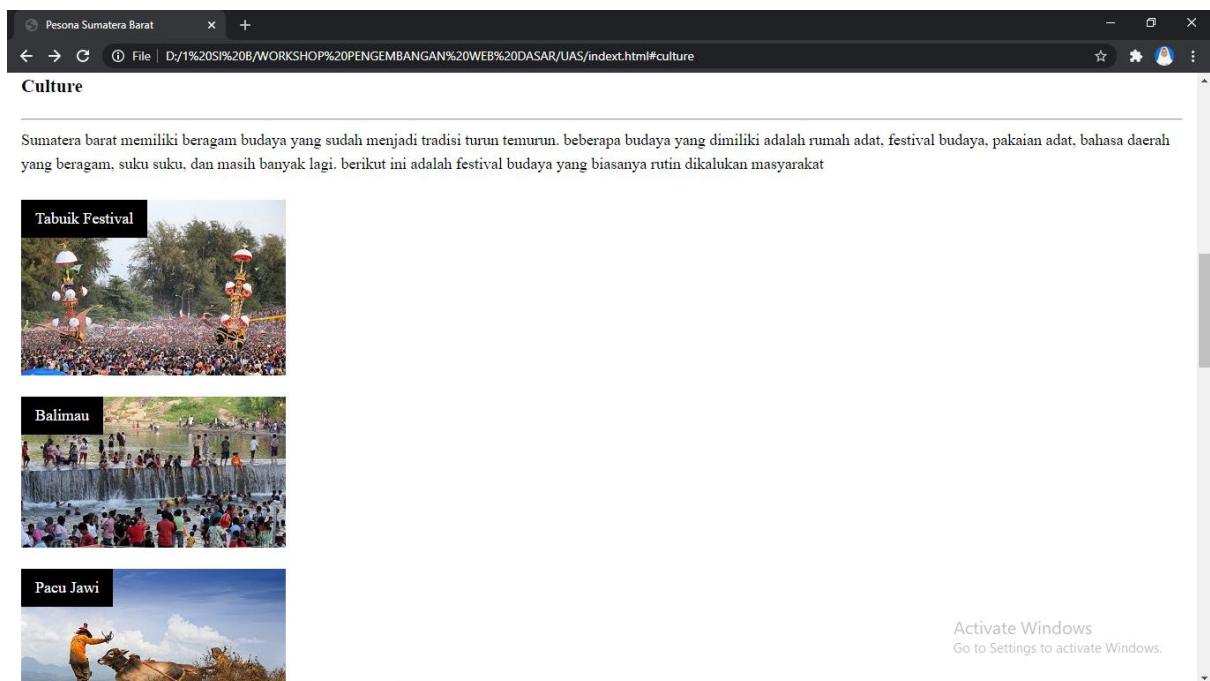 Pesona Sumatera Barat
File D:/1%20SI%20B/WORKSHOP%20PENGEMBANGAN%20WEB%20DASAR/UAS/indext.html#culture
Culture
Sumatera barat memiliki beragam budaya yang sudah menjadi tradisi turun temurun. beberapa budaya yang dimiliki adalah rumah adat, festival budaya, pakaian adat, bahasa daerah
yang beragam, suku suku, dan masih banyak lagi. berikut ini adalah festival budaya yang biasanya rutin dikalukan masyarakat
Tabuik Festival
Balimau
Pacu Jawi
Activate Windows
Go to Settings to activate Windows.